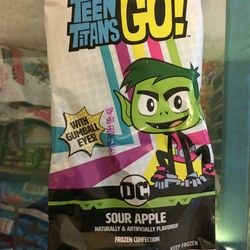 TEEN
TITANS
GO!
WITH
GUMBALL
EYES!
DC
SOUR APPLE
NATURALLY & ARTIFICIALLY FLAVORED
FROZEN CONFECTION
KEEP FROZEN